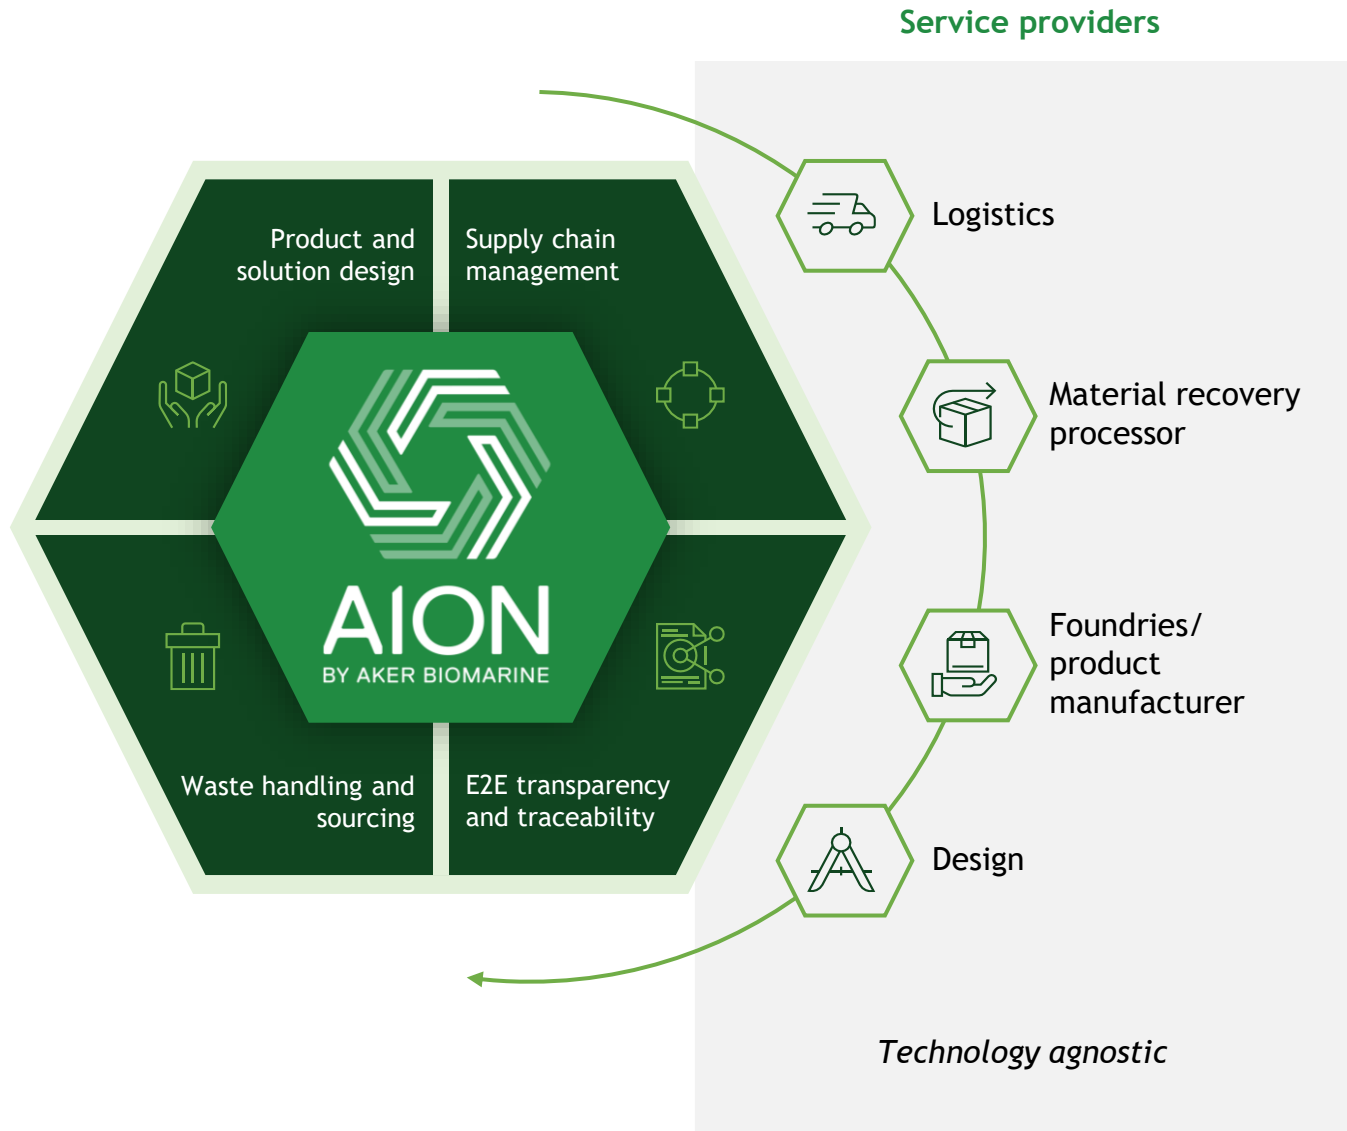 Service providers
Product and
solution design
Supply chain
management
AION
BY AKER BIOMARINE
Waste handling and
sourcing
E2E transparency
and traceability
Logistics
Material recovery
processor
Foundries/
product
manufacturer
Design
Technology agnostic